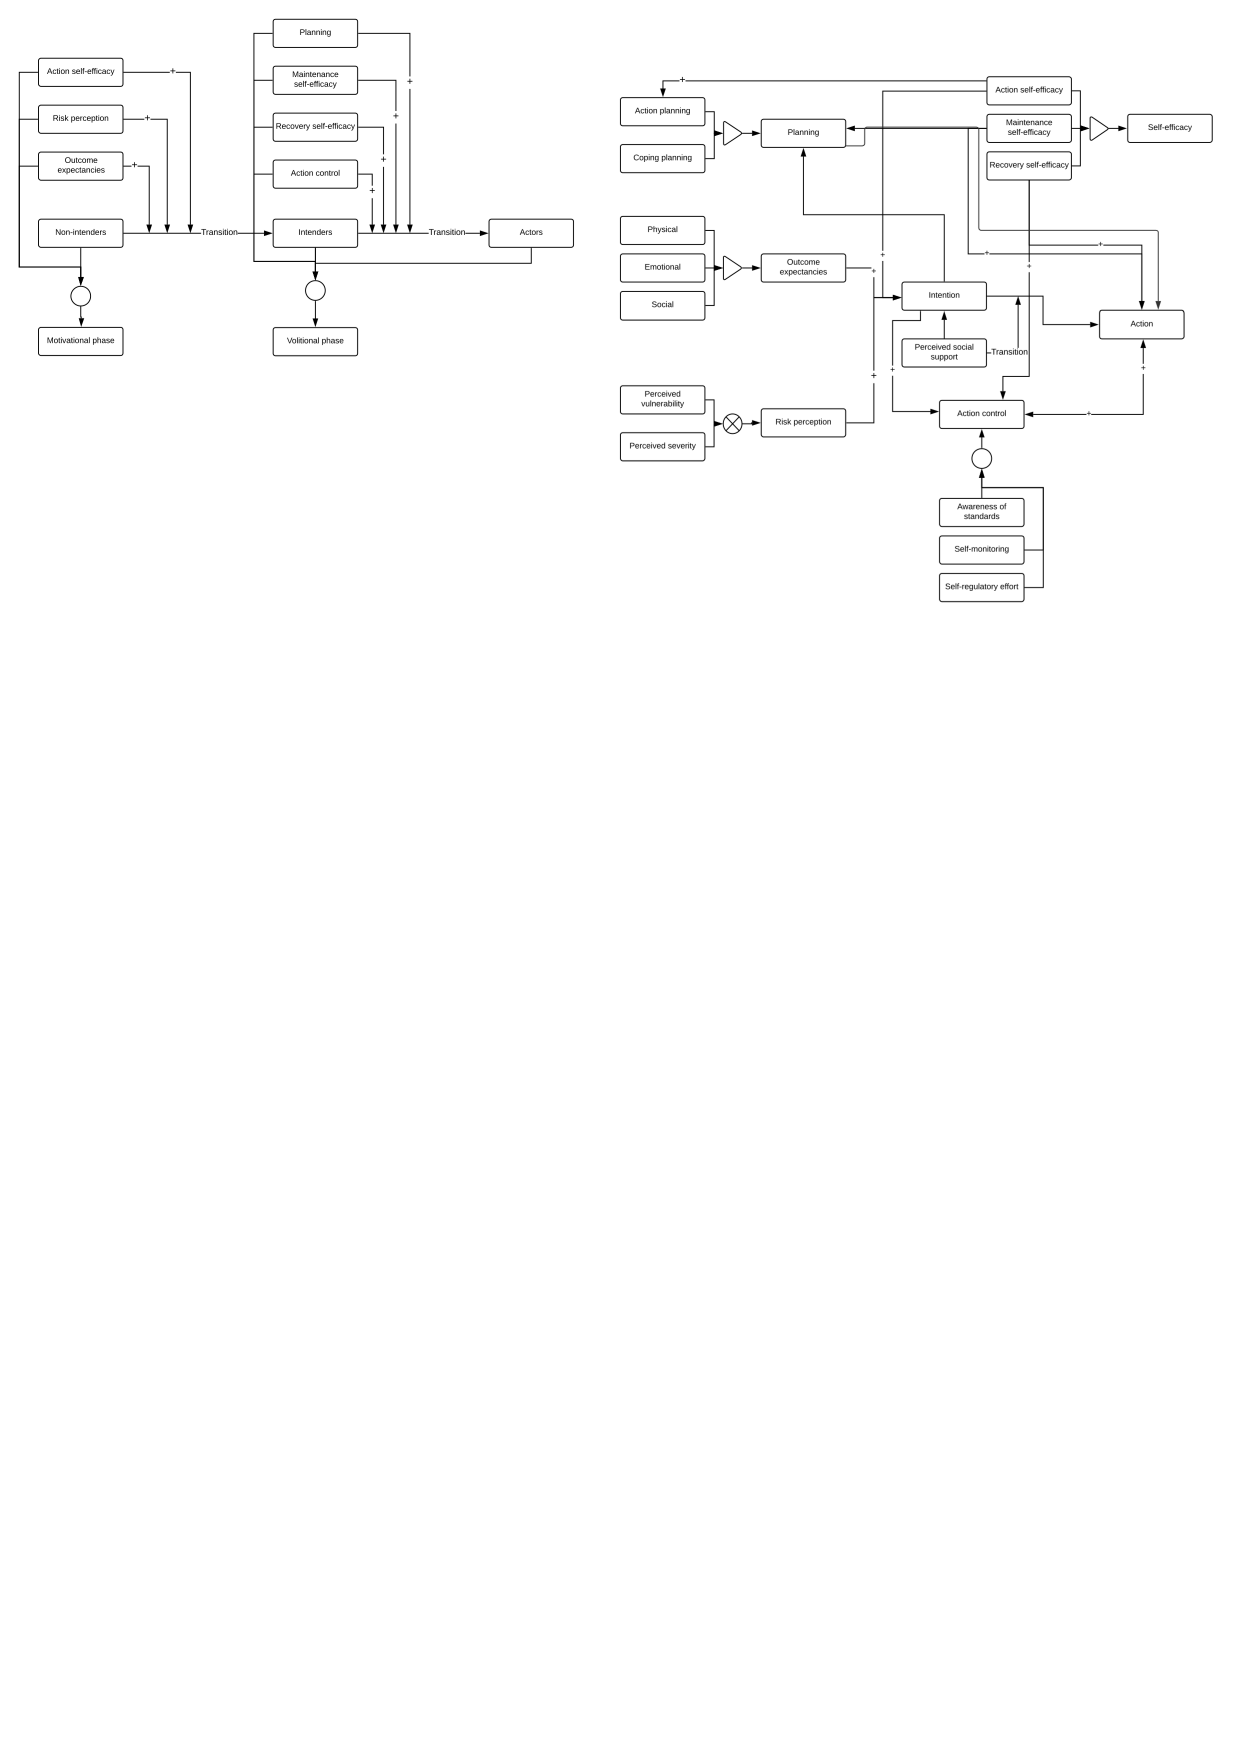 Planning
Action self-efficacy
+
Maintenance
self-efficacy
+
Risk perception
+
+
Recovery self-efficacy
Outcome
expectancies
+
+
Action control
+
Non-intenders
Transition
Intenders
Transition
Actors
Motivational phase
Volitional phase
+
Action self-efficacy
Action planning
Planning
Maintenance
self-efficacy
Self-efficacy
Coping planning
Recovery self-efficacy
Physical
+
+
+
Emotional
Outcome
expectancies
+
+
Social
Intention
Action
Perceived social
support
Transition
+
+
+
Perceived
vulnerability
Risk perception
Action control
+
Perceived severity
Awareness of
standards
Self-monitoring
Self-regulatory effort